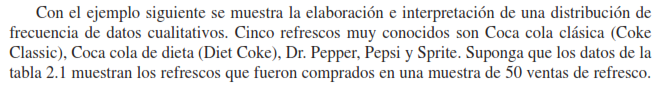 Con el ejemplo siguiente se muestra la elaboración e interpretación de una distribución de
frecuencia de datos cualitativos. Cinco refrescos muy conocidos son Coca cola clásica (Coke
Classic), Coca cola de dieta (Diet Coke), Dr. Pepper, Pepsi y Sprite. Suponga que los datos de la
tabla 2.1 muestran los refrescos que fueron comprados en una muestra de 50 ventas de refresco.